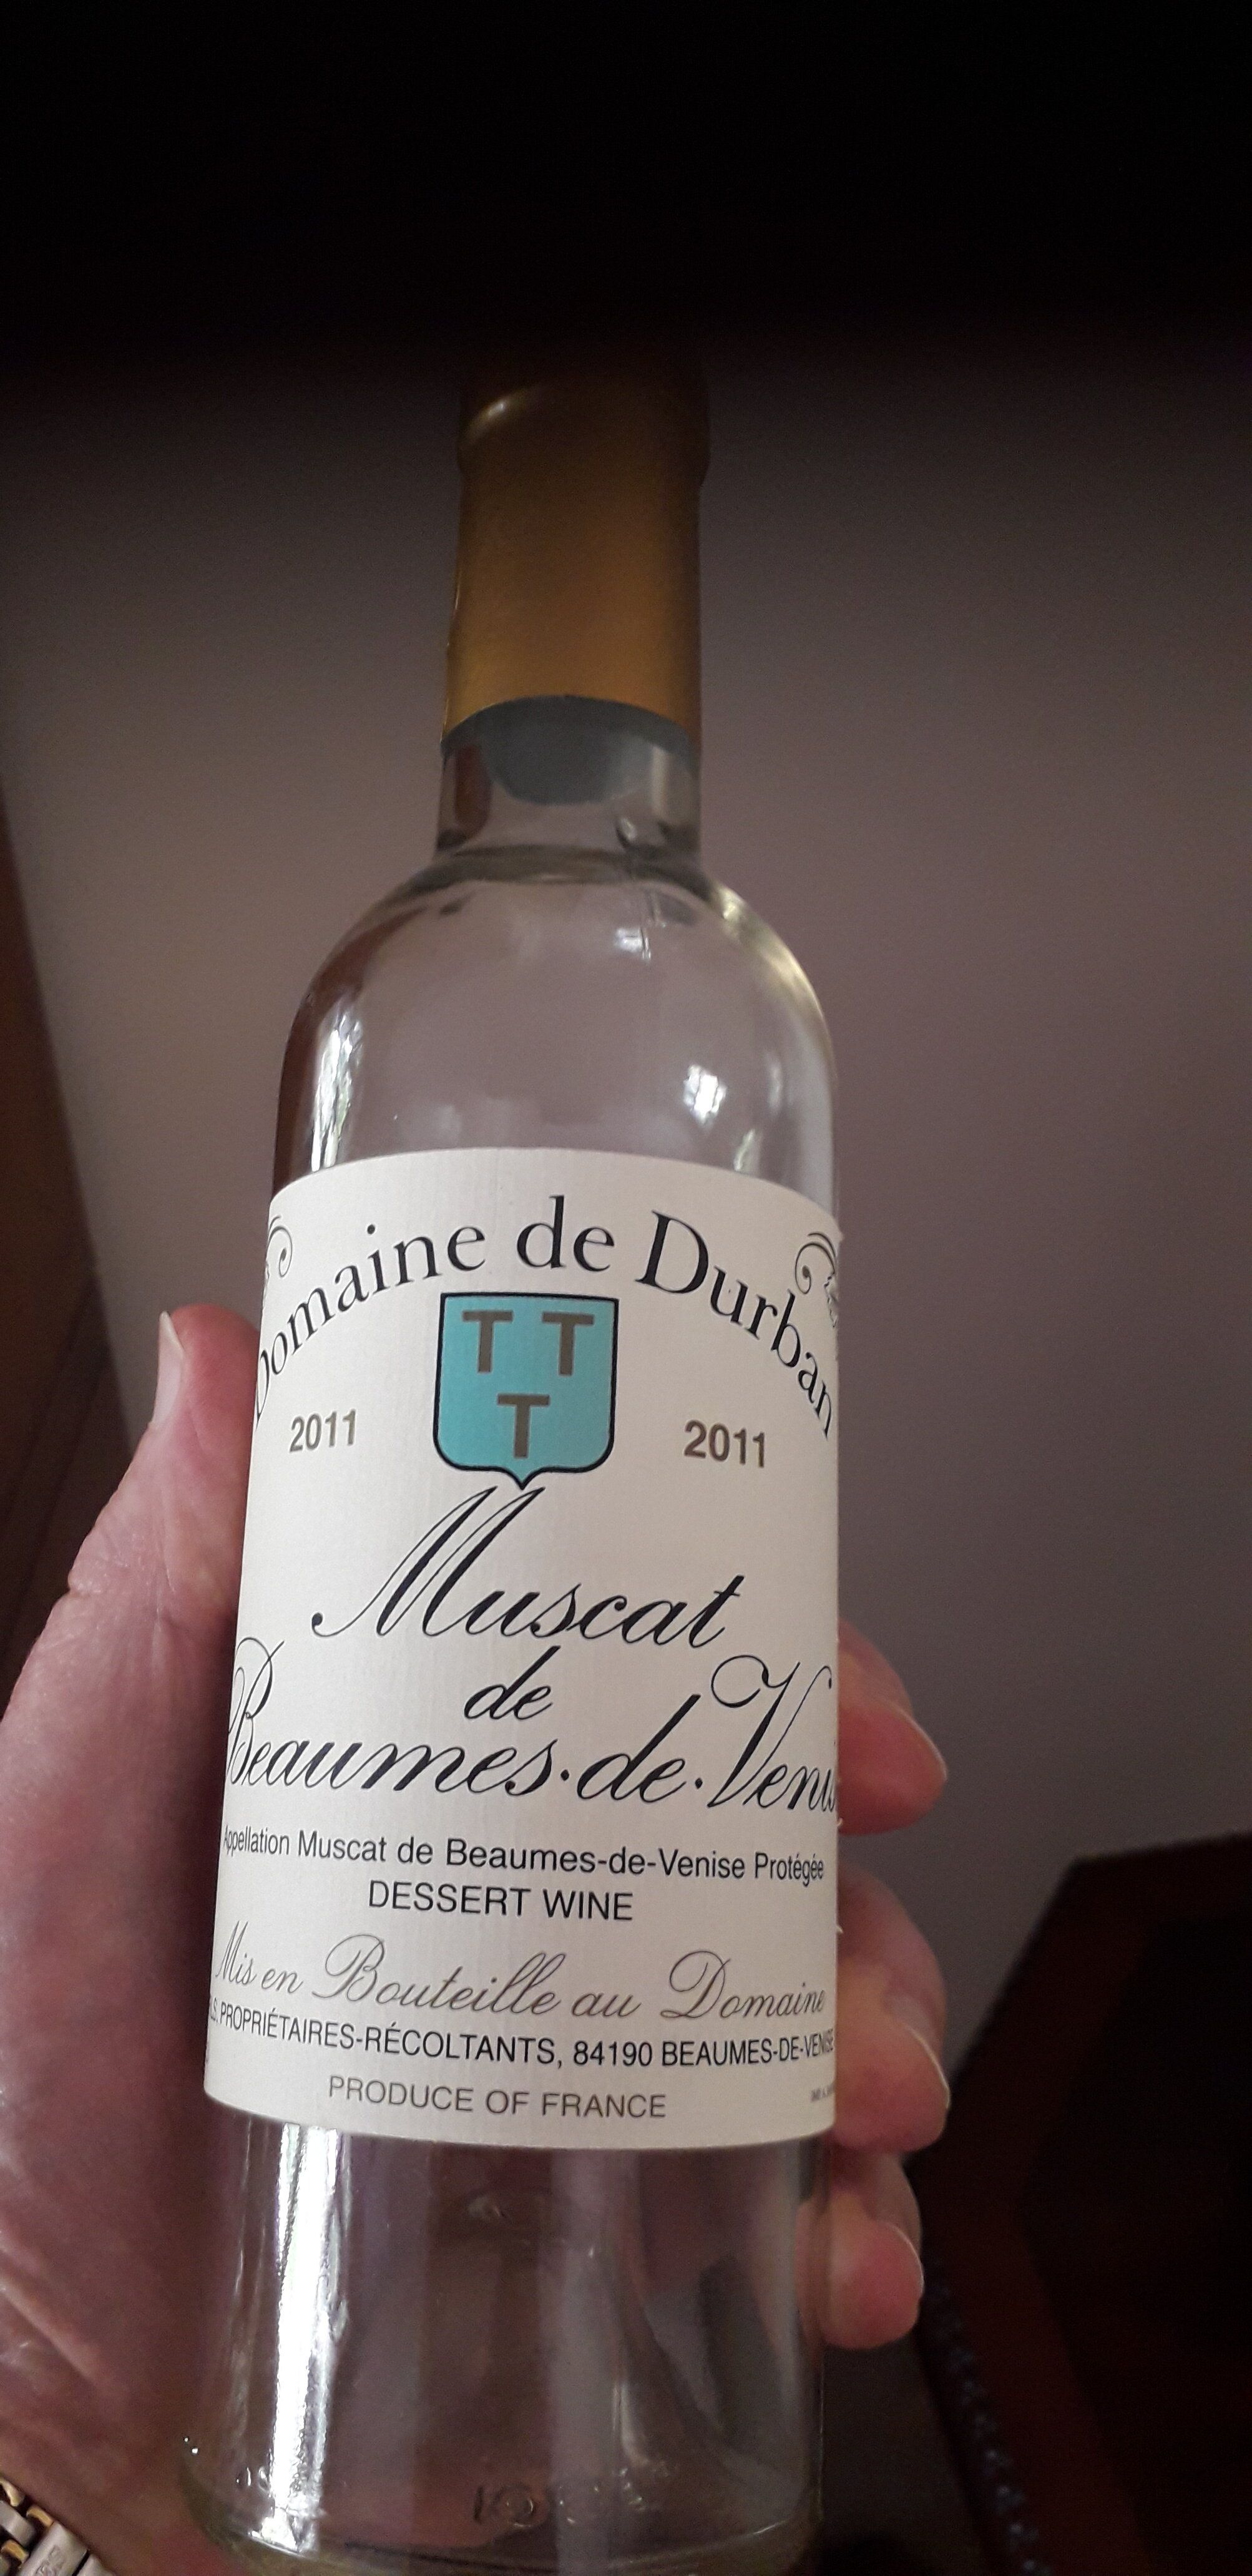 Domaine de Durban
T T
T
2011 2011
Muscat
de
Beaumes·de·Venis
Appellation Muscat de Beaumes-de-Venise Protégée
DESSERT WINE
Mis en Bouteille au Domaine
PROPRIÉTAIRES-RÉCOLTANTS, 84190 BEAUMES-DE-VENISE
PRODUCE OF FRANCE